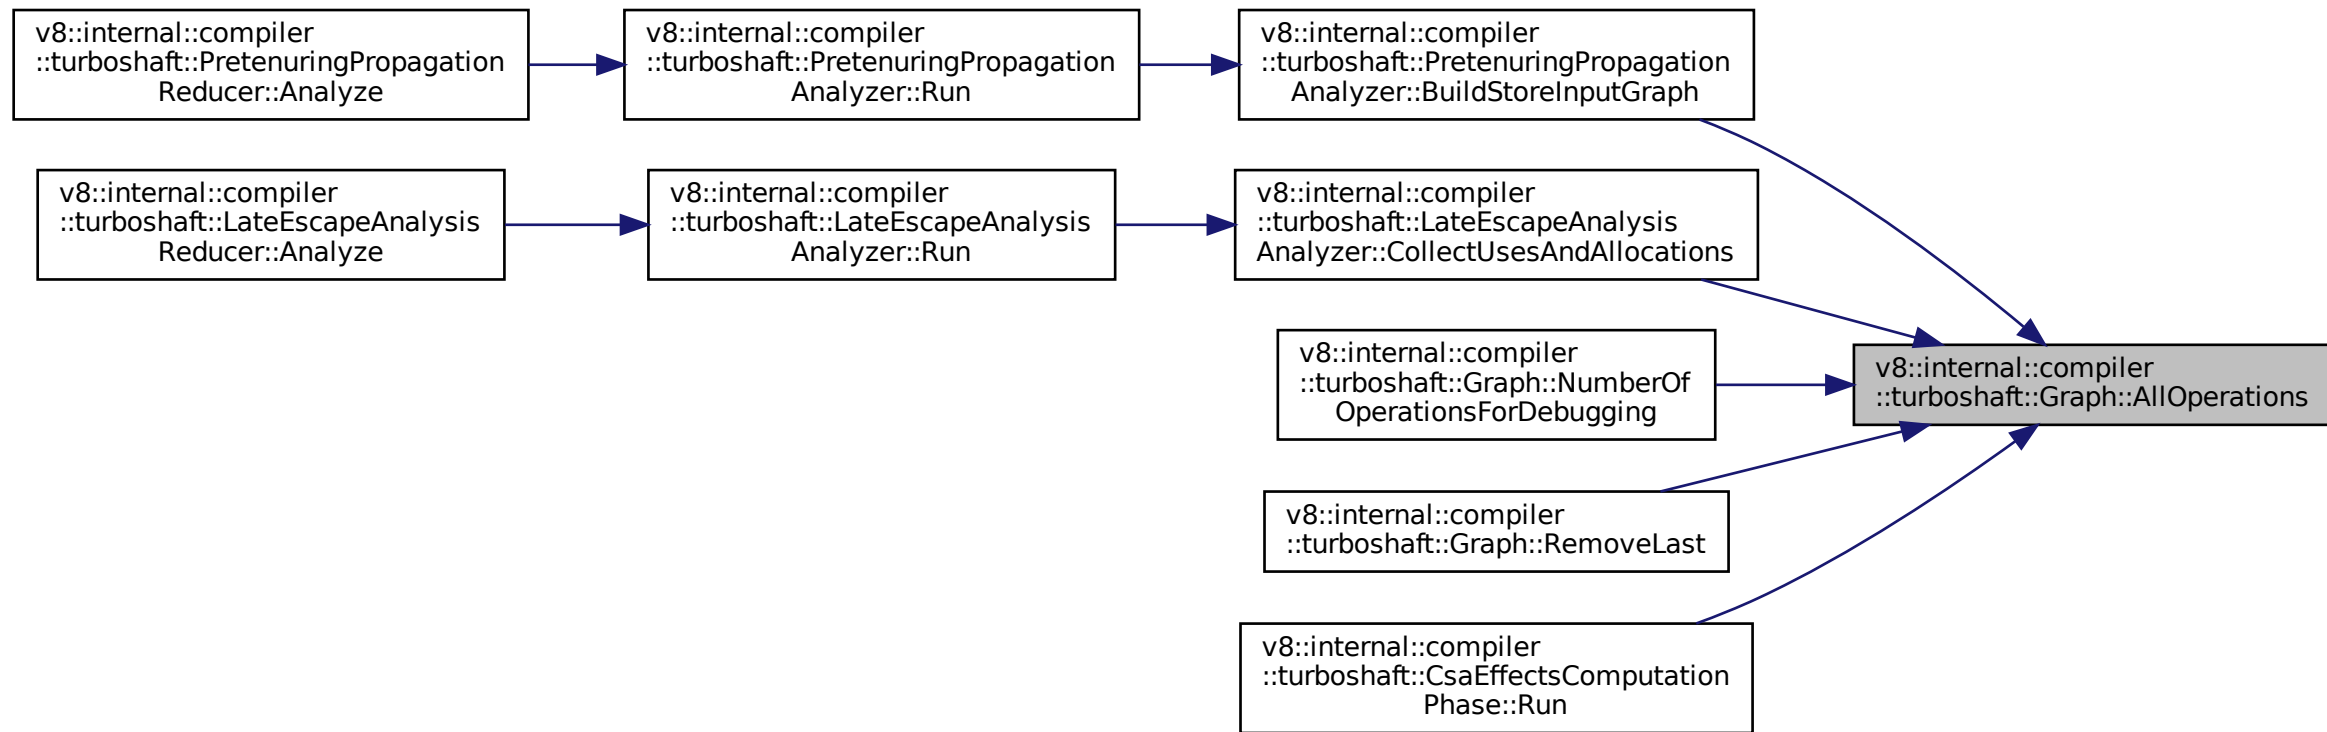 v8::internal::compiler
::turboshaft::PretenuringPropagation
Reducer::Analyze
v8::internal::compiler
::turboshaft::PretenuringPropagation
Analyzer::Run
v8::internal::compiler
::turboshaft::PretenuringPropagation
Analyzer::BuildStoreInputGraph
v8::internal::compiler
::turboshaft::LateEscapeAnalysis
Reducer::Analyze
v8::internal::compiler
::turboshaft::LateEscapeAnalysis
Analyzer::Run
v8::internal::compiler
::turboshaft::LateEscapeAnalysis
Analyzer::CollectUsesAndAllocations
v8::internal::compiler
::turboshaft::Graph::NumberOf
OperationsForDebugging
v8::internal::compiler
::turboshaft::Graph::AllOperations
v8::internal::compiler
::turboshaft::Graph::RemoveLast
v8::internal::compiler
::turboshaft::CsaEffectsComputation
Phase::Run